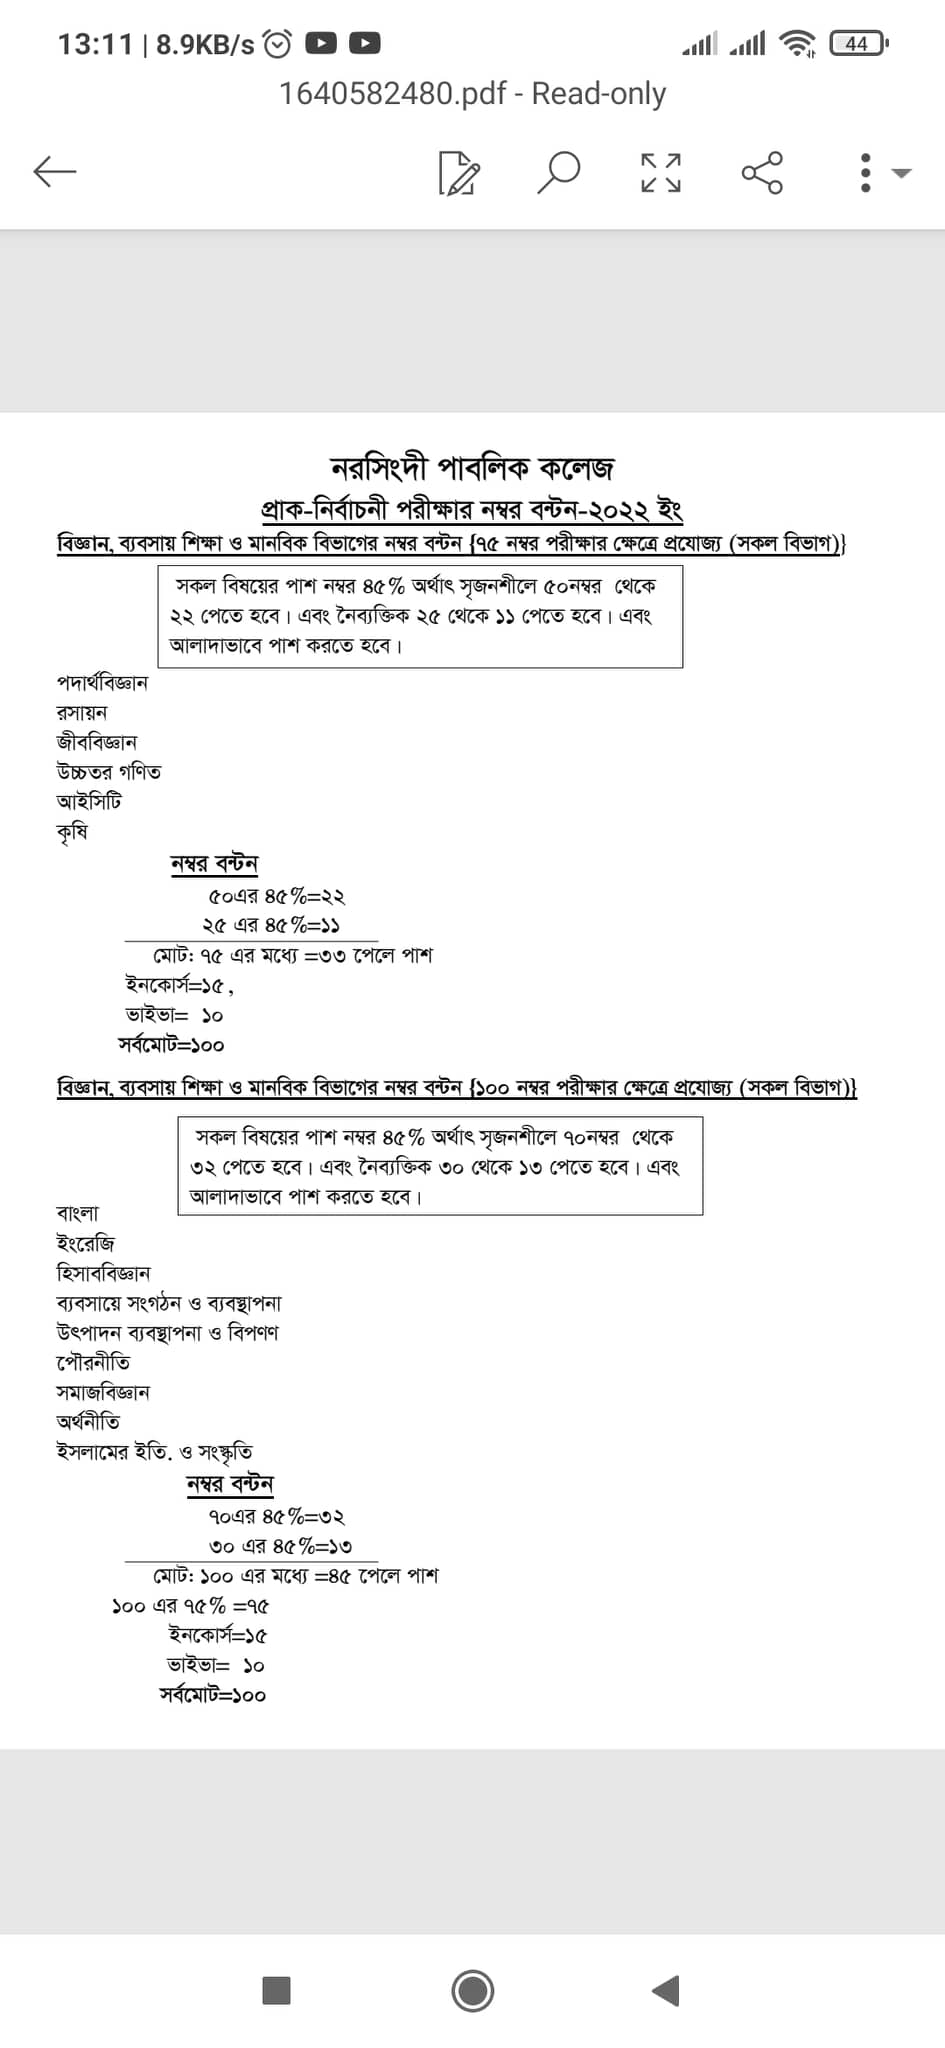 13:11 | 8.9KB/s
44
1640582480.pdf - Read-only
নরসিংদী পাবলিক কলেজ
প্রাক-নির্বাচনী পরীক্ষার নম্বর বন্টন-২০২২ ইং
বিজ্ঞান, ব্যবসায় শিক্ষা ও মানবিক বিভাগের নম্বর বন্টন {৭৫ নম্বর পরীক্ষার ক্ষেত্রে প্রযোজ্য (সকল বিভাগ)}
সকল বিষয়ের পাশ নম্বর ৪৫% অর্থাৎ সৃজনশীলে ৫০নম্বর থেকে
২২ পেতে হবে। এবং নৈব্যক্তিক ২৫ থেকে ১১ পেতে হবে। এবং
আলাদাভাবে পাশ করতে হবে।
পদার্থবিজ্ঞান
রসায়ন
জীববিজ্ঞান
উচ্চতর গণিত
আইসিটি
কৃষি
নম্বর বন্টন
৫০এর ৪৫%=২২
২৫ এর ৪৫%=১১
মোট: ৭৫ এর মধ্যে =৩৩ পেলে পাশ
ইনকোর্স=১৫,
ভাইভা= ১০
সর্বমোট=১০০
বিজ্ঞান, ব্যবসায় শিক্ষা ও মানবিক বিভাগের নম্বর বন্টন {১০০ নম্বর পরীক্ষার ক্ষেত্রে প্রযোজ্য (সকল বিভাগ)}
সকল বিষয়ের পাশ নম্বর ৪৫% অর্থাৎ সৃজনশীলে ৭০নম্বর থেকে
৩২ পেতে হবে। এবং নৈব্যক্তিক ৩০ থেকে ১৩ পেতে হবে। এবং
আলাদাভাবে পাশ করতে হবে।
বাংলা
ইংরেজি
হিসাববিজ্ঞান
ব্যবসায়ে সংগঠন ও ব্যবস্থাপনা
উৎপাদন ব্যবস্থাপনা ও বিপণণ
পৌরনীতি
সমাজবিজ্ঞান
অর্থনীতি
ইসলামের ইতি. ও সংস্কৃতি
নম্বর বন্টন
৭০এর ৪৫%=৩২
৩০ এর ৪৫%=১৩
মোট: ১০০ এর মধ্যে =৪৫ পেলে পাশ
১০০ এর ৭৫% =৭৫
ইনকোর্স=১৫
ভাইভা= ১০
সর্বমোট=১০০